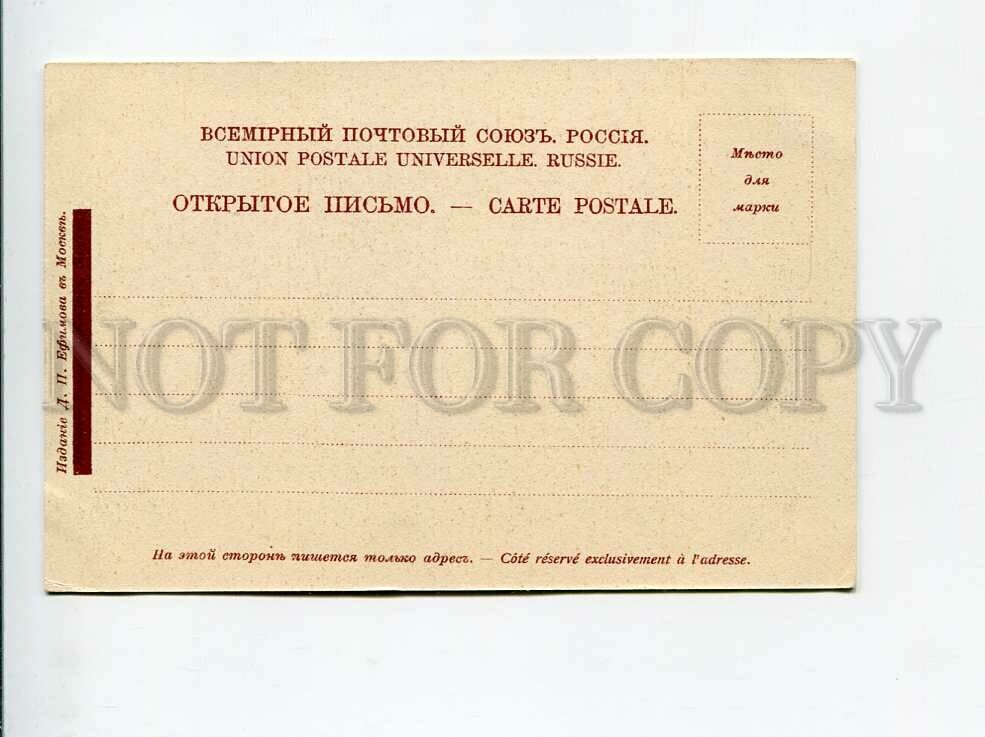 ВСЕМІРНЫЙ ПОЧТОВЫЙ СОЮЗЪ. РОССІЯ.
UNION POSTALE UNIVERSELLE. RUSSIE.
ОТКРЫТОЕ ПИСЬМО. — CARTE POSTALE.
Мѣсто
для
марки
Изданіе Д. П. Ефимова въ Москвѣ.
NOT FOR COPY
На этой сторонѣ пишется только адресъ. — Côté réservé exclusivement à l'adresse.